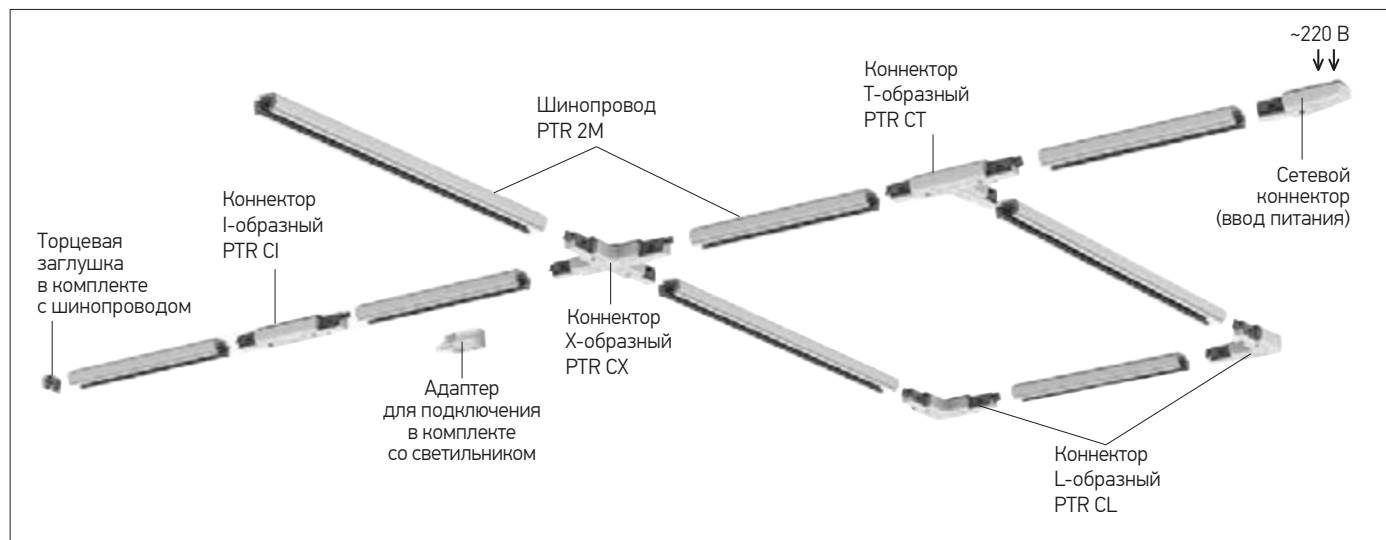 ~220 В
Коннектор
T-образный
PTR CT
Шинопровод
PTR 2M
Сетевой
коннектор
(ввод питания)
Коннектор
I-образный
PTR CI
Торцевая
заглушка
в комплекте
с шинопроводом
Коннектор
X-образный
PTR CX
Адаптер
для подключения
в комплекте
со светильником
Коннектор
L-образный
PTR CL